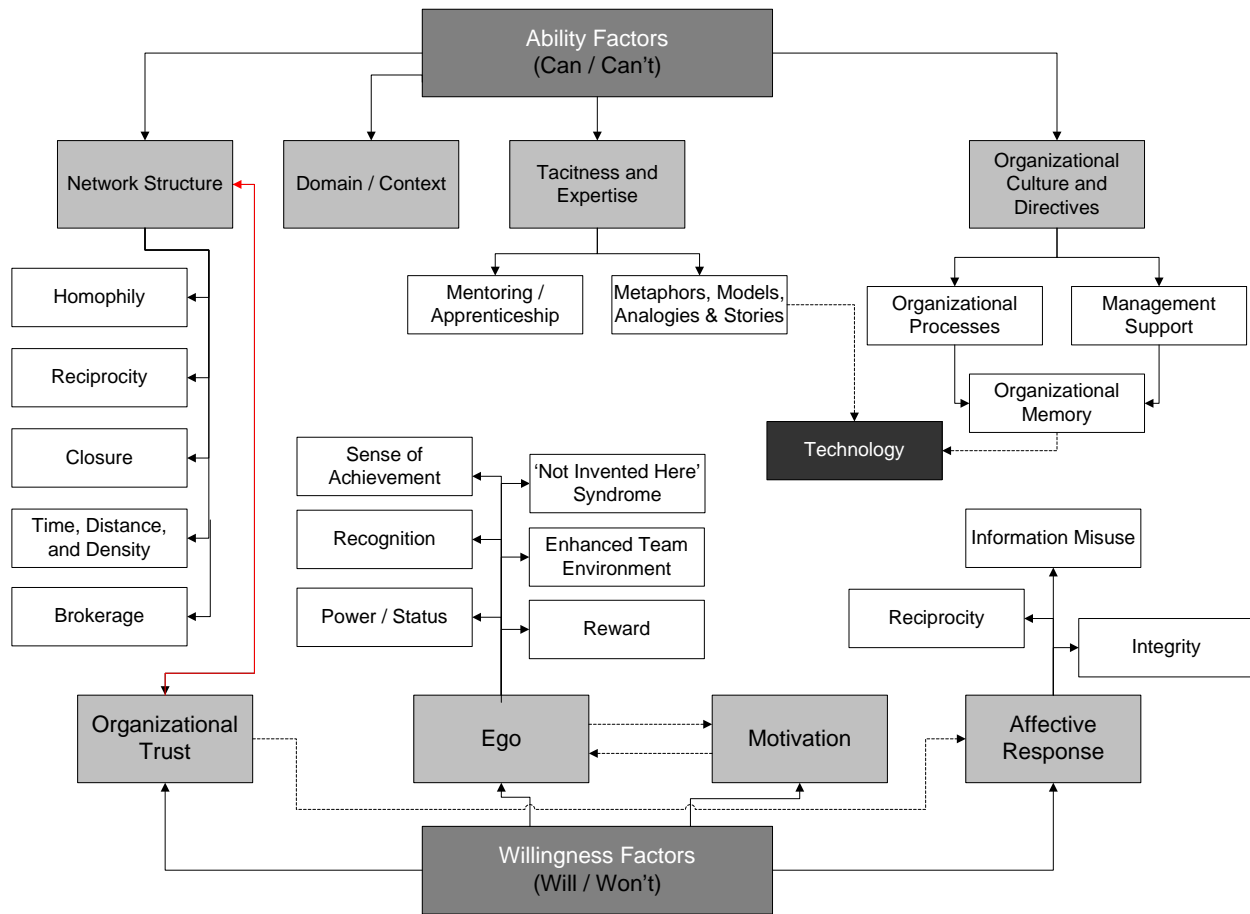 Ability Factors
(Can / Can't)
Network Structure
Domain / Context
Tacitness and
Expertise
Organizational
Culture and
Directives
Homophily
Reciprocity
Closure
Time, Distance,
and Density
Brokerage
Mentoring /
Apprenticeship
Metaphors, Models,
Analogies & Stories
Organizational
Processes
Management
Support
Organizational
Memory
Technology
Sense of
Achievement
Recognition
Power / Status
‘Not Invented Here’
Syndrome
Enhanced Team
Environment
Reward
Information Misuse
Reciprocity
Integrity
Organizational
Trust
Ego
Motivation
Affective
Response
Willingness Factors
(Will / Won't)